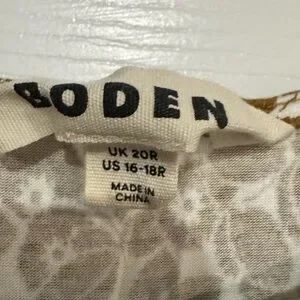 BODEN
UK 20R
US 16-18R
MADE IN
CHINA